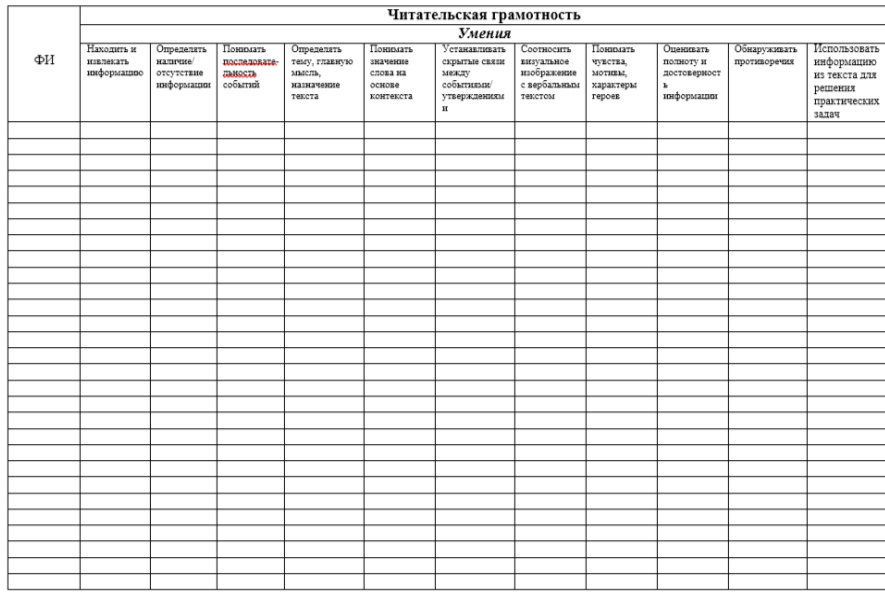 Читательская грамотность
Умения
ФИ
Находить и
извлекать
информацию
Определять
наличие/
отсутствие
информации
Понимать
последовате-
льность
событий
Определять
тему, главную
мысль,
назначение
текста
Понимать
значение
слова на
основе
контекста
Устанавливать
скрытые связи
между
событиями/
утверждениям
и
Соотносить
визуальное
изображение
с вербальным
текстом
Понимать
чувства,
мотивы,
характеры
героев
Оценивать
полноту и
достоверност
ь
информации
Обнаруживать
противоречия
Использовать
информацию
из текста для
решения
практических
задач